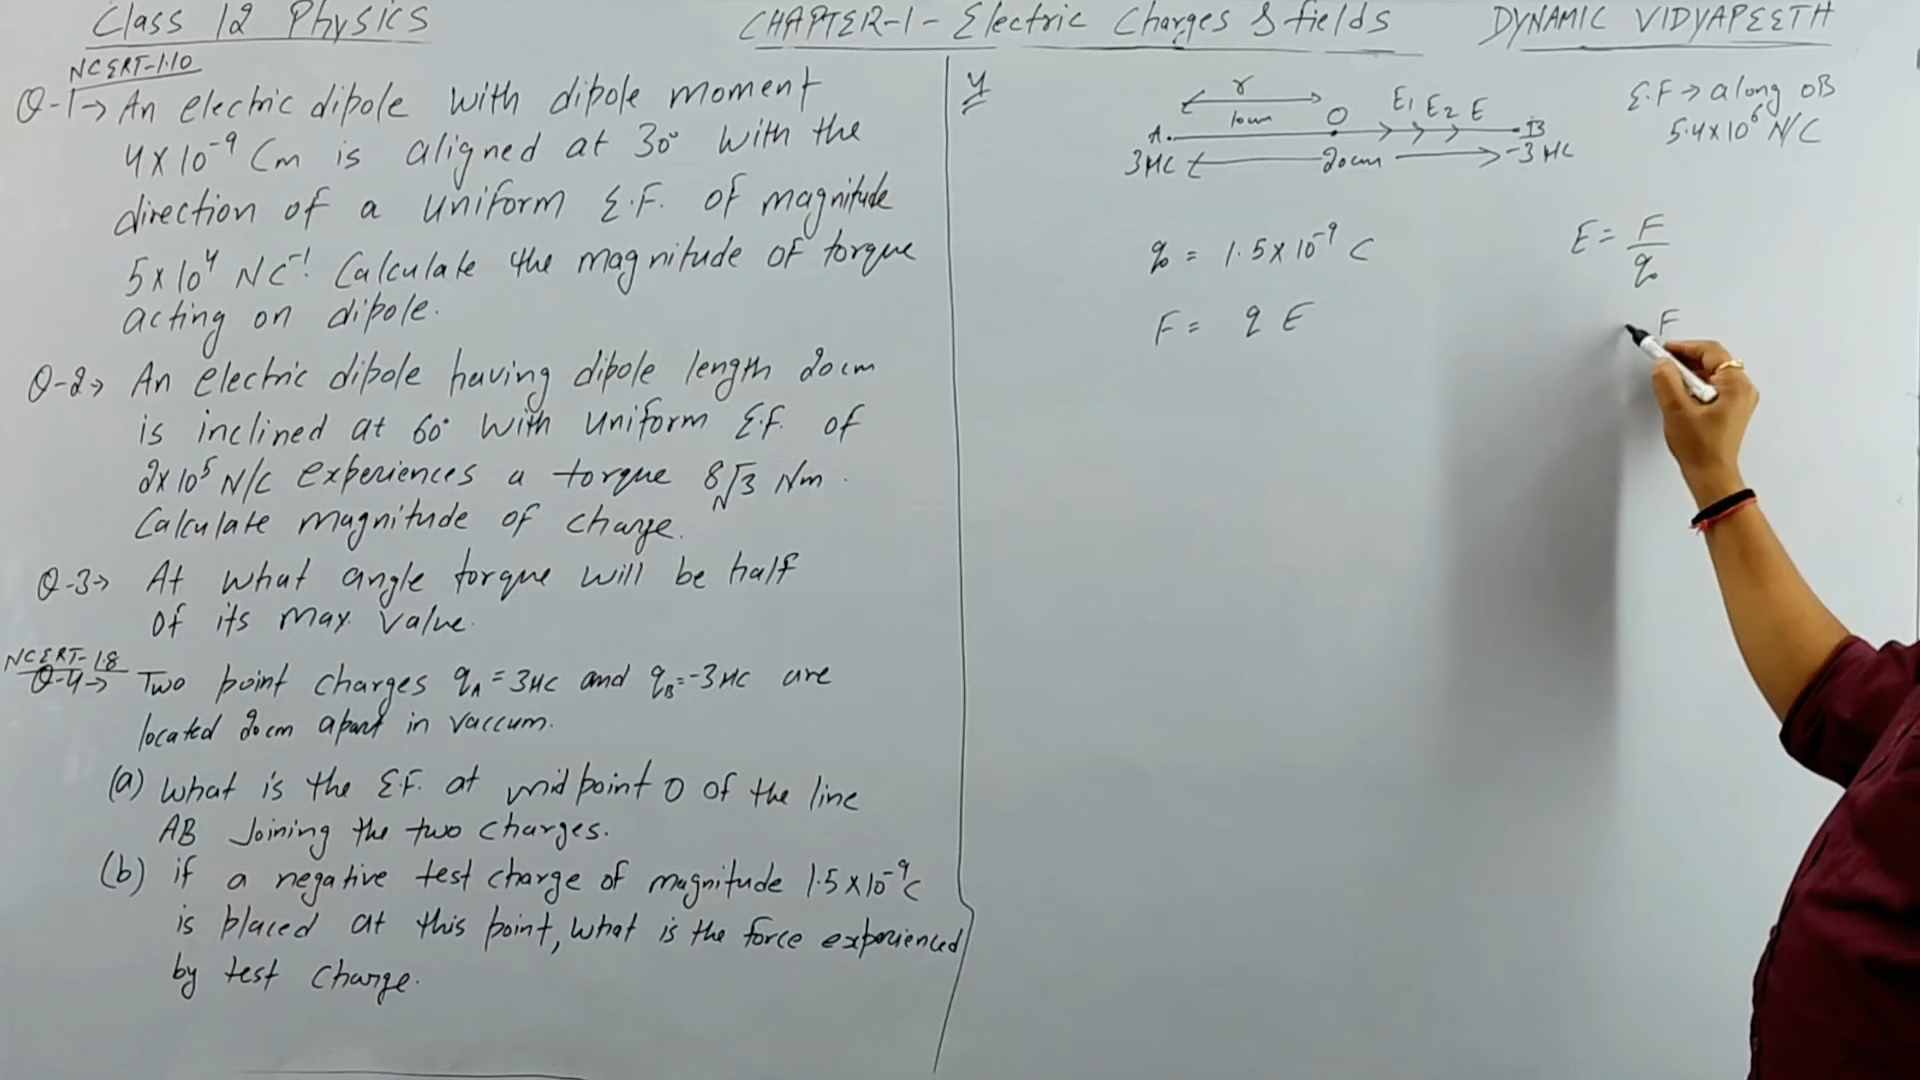 Class 12 Physics
CHAPTER-1 - Electric Charges & fields
DYNAMIC VIDYAPEETH
NCERT-1.10
Q-1→ An electric dipole with dipole moment
4×10⁻⁹ Cm is aligned at 30° with the
direction of a uniform E.F. of magnitude
5×10⁴ NC⁻¹. Calculate the magnitude of torque
acting on dipole.
Q-2→ An electric dipole having dipole length 20cm
is inclined at 60° with uniform E.F. of
2×10⁵ N/C experiences a torque 8√3 Nm.
Calculate magnitude of charge.
Q-3→ At what angle torque will be half
of its max. value.
NCERT-1.8
Q-4→ Two point charges qA = 3μC and qB = -3μC are
located 20cm apart in vaccum.
(a) What is the E.F. at midpoint O of the line
AB Joining the two charges.
(b) if a negative test charge of magnitude 1.5×10⁻⁹C
is placed at this point, What is the force experienced
by test charge.
4
r
10cm
O
E1 E2 E
A
B
3μC
20cm
-3μC
E.F → along OB
5.4×10⁶ N/C
q₀ = 1.5×10⁻⁹ C
F = q E
E = F/q₀
F